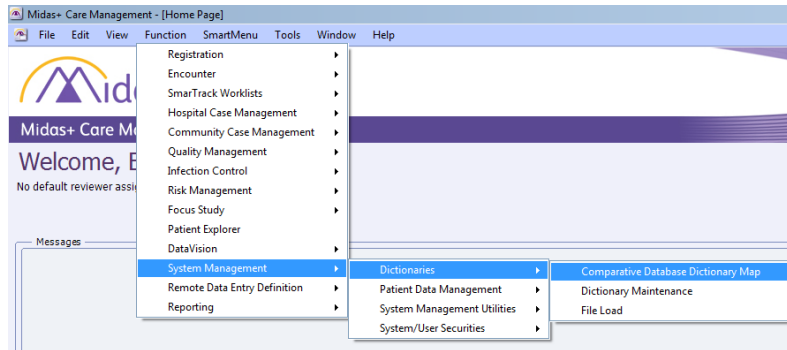 Midas+ Care Management - [Home Page]
File Edit View Function SmartMenu Tools Window Help
Registration
Encounter
SmarTrack Worklists
Hospital Case Management
Community Case Management
Quality Management
Infection Control
Risk Management
Focus Study
Patient Explorer
DataVision
System Management
Remote Data Entry Definition
Reporting
Mid
Midas+ Care M
Welcome, E
No default reviewer assi
Messages
Dictionaries
Patient Data Management
System Management Utilities
System/User Securities
Comparative Database Dictionary Map
Dictionary Maintenance
File Load